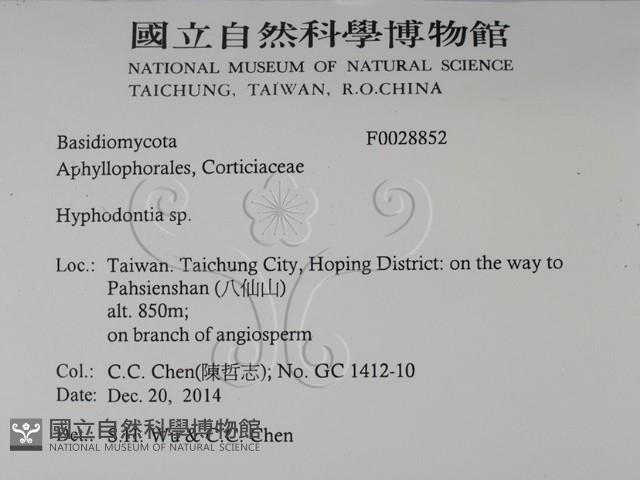 國立自然科學博物館
NATIONAL MUSEUM OF NATURAL SCIENCE
TAICHUNG, TAIWAN, R.O.CHINA
Basidiomycota F0028852
Aphyllophorales, Corticiaceae
Hyphodontia sp.
Loc.: Taiwan. Taichung City, Hoping District: on the way to
Pahsienshan (八仙山)
alt. 850m;
on branch of angiosperm
Col.: C.C. Chen(陳哲志); No. GC 1412-10
Date: Dec. 20, 2014
Det.: S.H. Wu & C.C. Chen
國立自然科學博物館
NATIONAL MUSEUM OF NATURAL SCIENCE